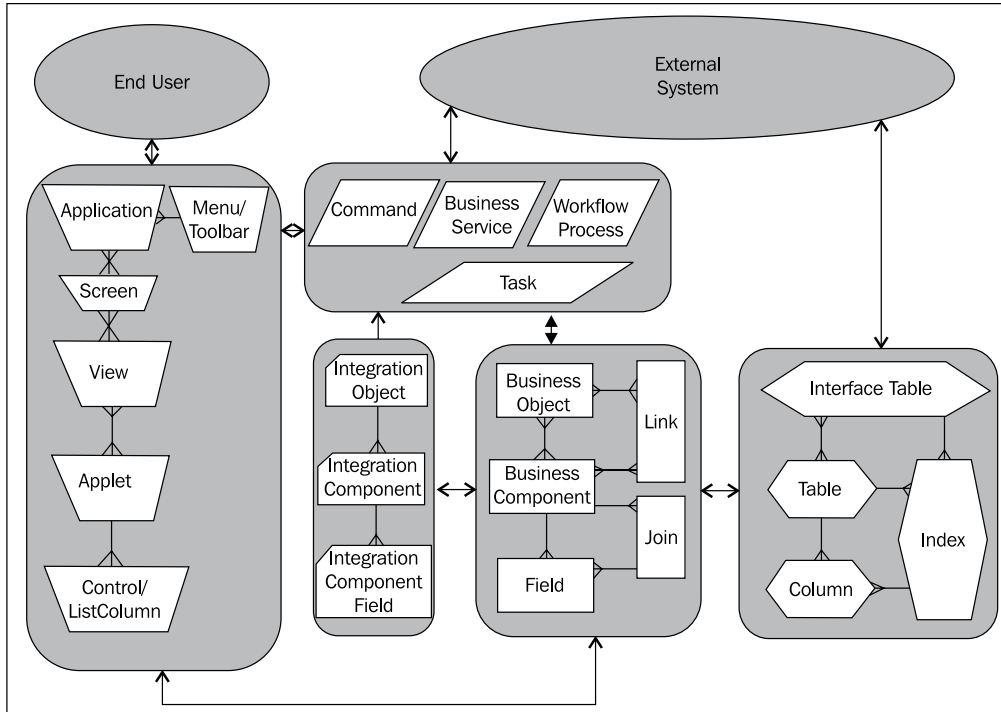 End User
External
System
Application
Menu/
Toolbar
Screen
View
Applet
Control/
ListColumn
Command
Business
Service
Workflow
Process
Task
Integration
Object
Integration
Component
Integration
Component
Field
Business
Object
Link
Business
Component
Join
Field
Interface Table
Table
Index
Column